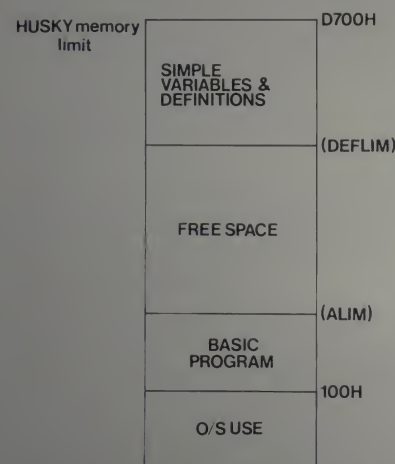 HUSKY memory
limit
D700H
SIMPLE
VARIABLES &
DEFINITIONS
(DEFLIM)
FREE SPACE
(ALIM)
BASIC
PROGRAM
100H
O/S USE